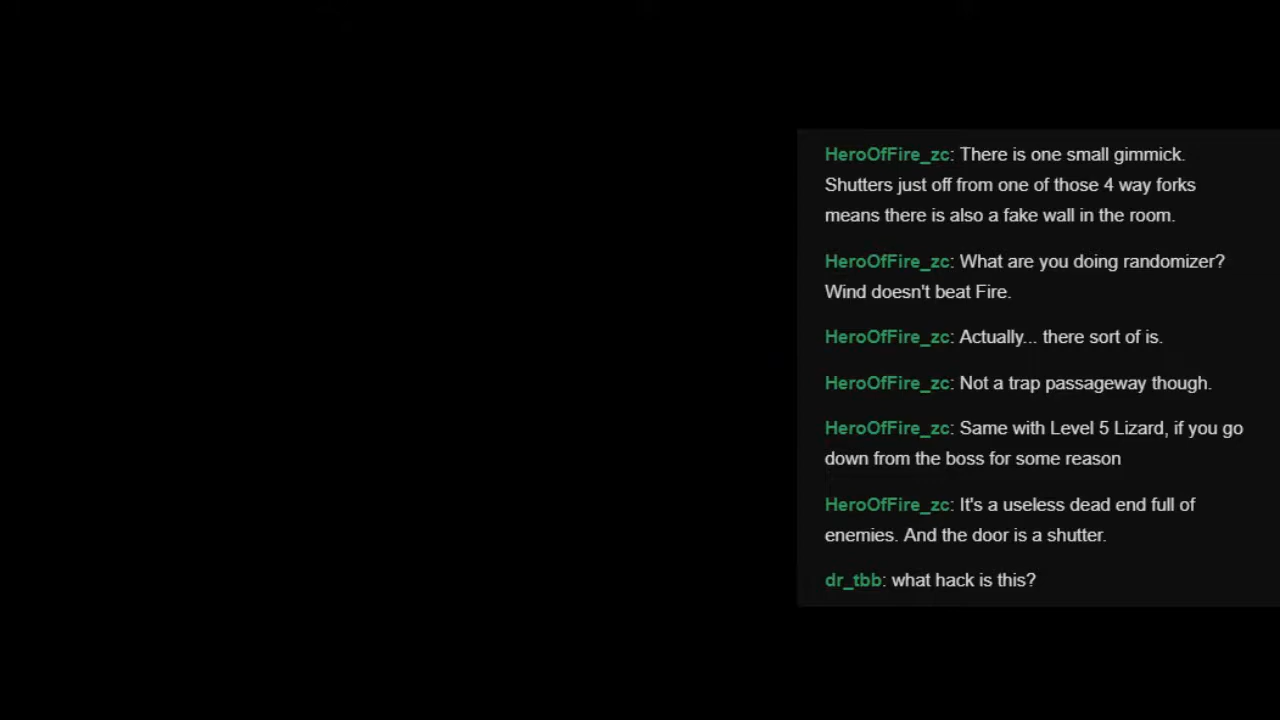 HeroOfFire_zc: There is one small gimmick.
Shutters just off from one of those 4 way forks
means there is also a fake wall in the room.
HeroOfFire_zc: What are you doing randomizer?
Wind doesn't beat Fire.
HeroOfFire_zc: Actually... there sort of is.
HeroOfFire_zc: Not a trap passageway though.
HeroOfFire_zc: Same with Level 5 Lizard, if you go
down from the boss for some reason
HeroOfFire_zc: It's a useless dead end full of
enemies. And the door is a shutter.
dr_tbb: what hack is this?